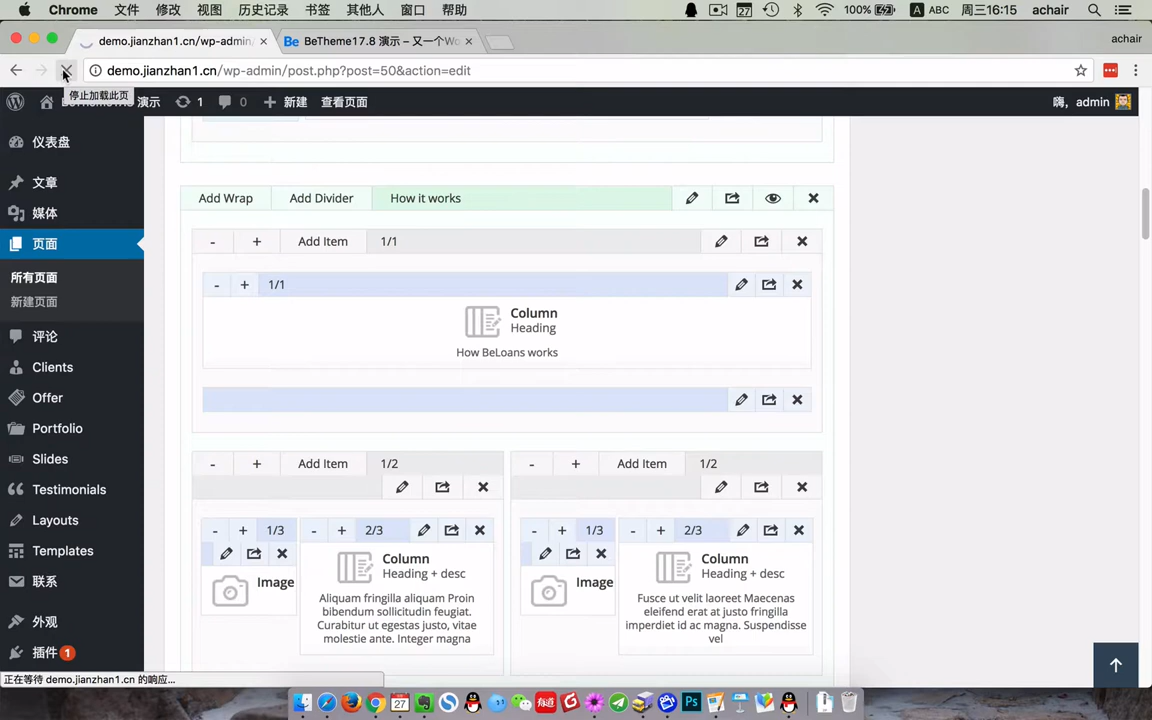 Chrome 文件 修改 视图 历史记录 书签 其他人 窗口 帮助 27 100% A ABC 周三16:15 achair
demo.jianzhan1.cn/wp-admin/ BeTheme17.8 演示 – 又一个Wo achair
demo.jianzhan1.cn/wp-admin/post.php?post=50&action=edit
停止加载此页
演示 1 0 新建 查看页面 嗨，admin
仪表盘
文章
媒体
页面
所有页面
新建页面
评论
Clients
Offer
Portfolio
Slides
Testimonials
Layouts
Templates
联系
外观
插件 1
Add Wrap Add Divider How it works
- + Add Item 1/1
- + 1/1
Column
Heading
How BeLoans works
- + Add Item 1/2
- + 1/3 - + 2/3
Image
Column
Heading + desc
Aliquam fringilla aliquam Proin
bibendum sollicitudin feugiat.
Curabitur ut egestas justo, vitae
molestie ante. Integer magna
- + Add Item 1/2
- + 1/3 - + 2/3
Image
Column
Heading + desc
Fusce ut velit laoreet Maecenas
eleifend erat at justo fringilla
imperdiet id ac magna. Suspendisse
vel
正在等待 demo.jianzhan1.cn 的响应...
27 有道 Ps